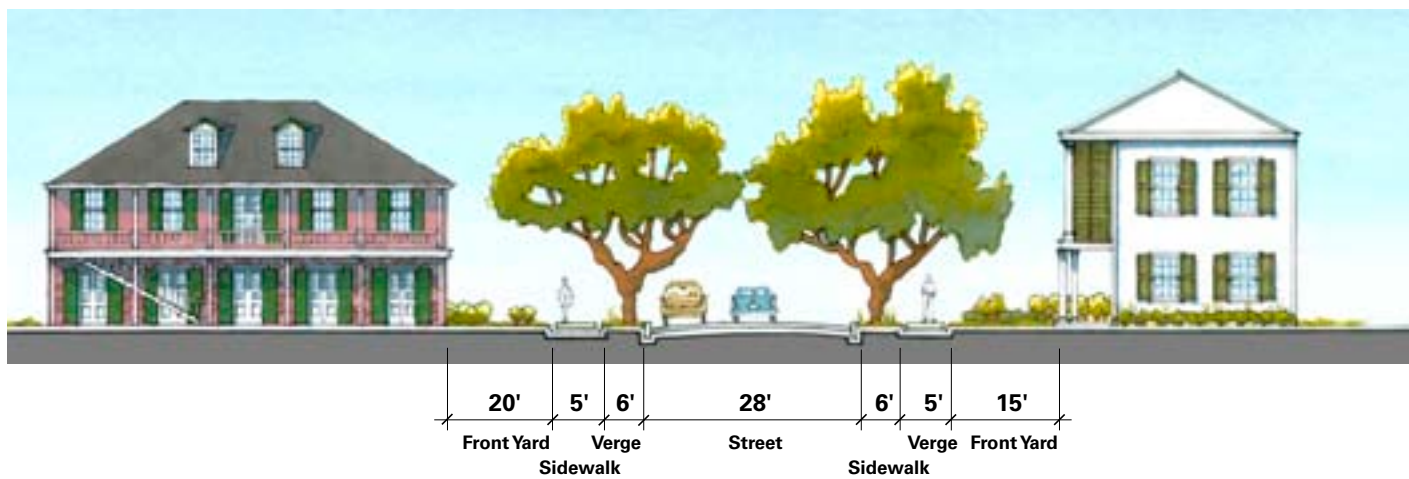 20' 5' 6' 28' 6' 5' 15'
Front Yard Verge Street Verge Front Yard
Sidewalk Sidewalk